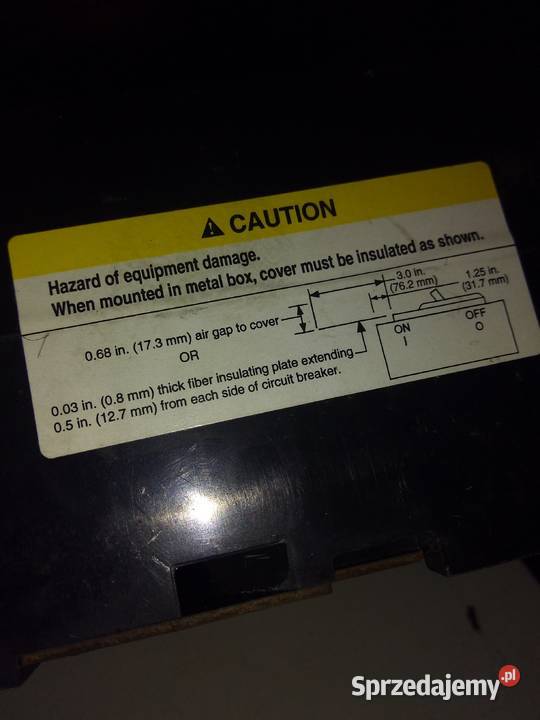 ⚠ CAUTION
Hazard of equipment damage.
When mounted in metal box, cover must be insulated as shown.
3.0 in.
(76.2 mm)
1.25 in.
(31.7 mm)
0.68 in. (17.3 mm) air gap to cover
OR
0.03 in. (0.8 mm) thick fiber insulating plate extending
0.5 in. (12.7 mm) from each side of circuit breaker.
ON
I
OFF
O
Sprzedajemy.pl